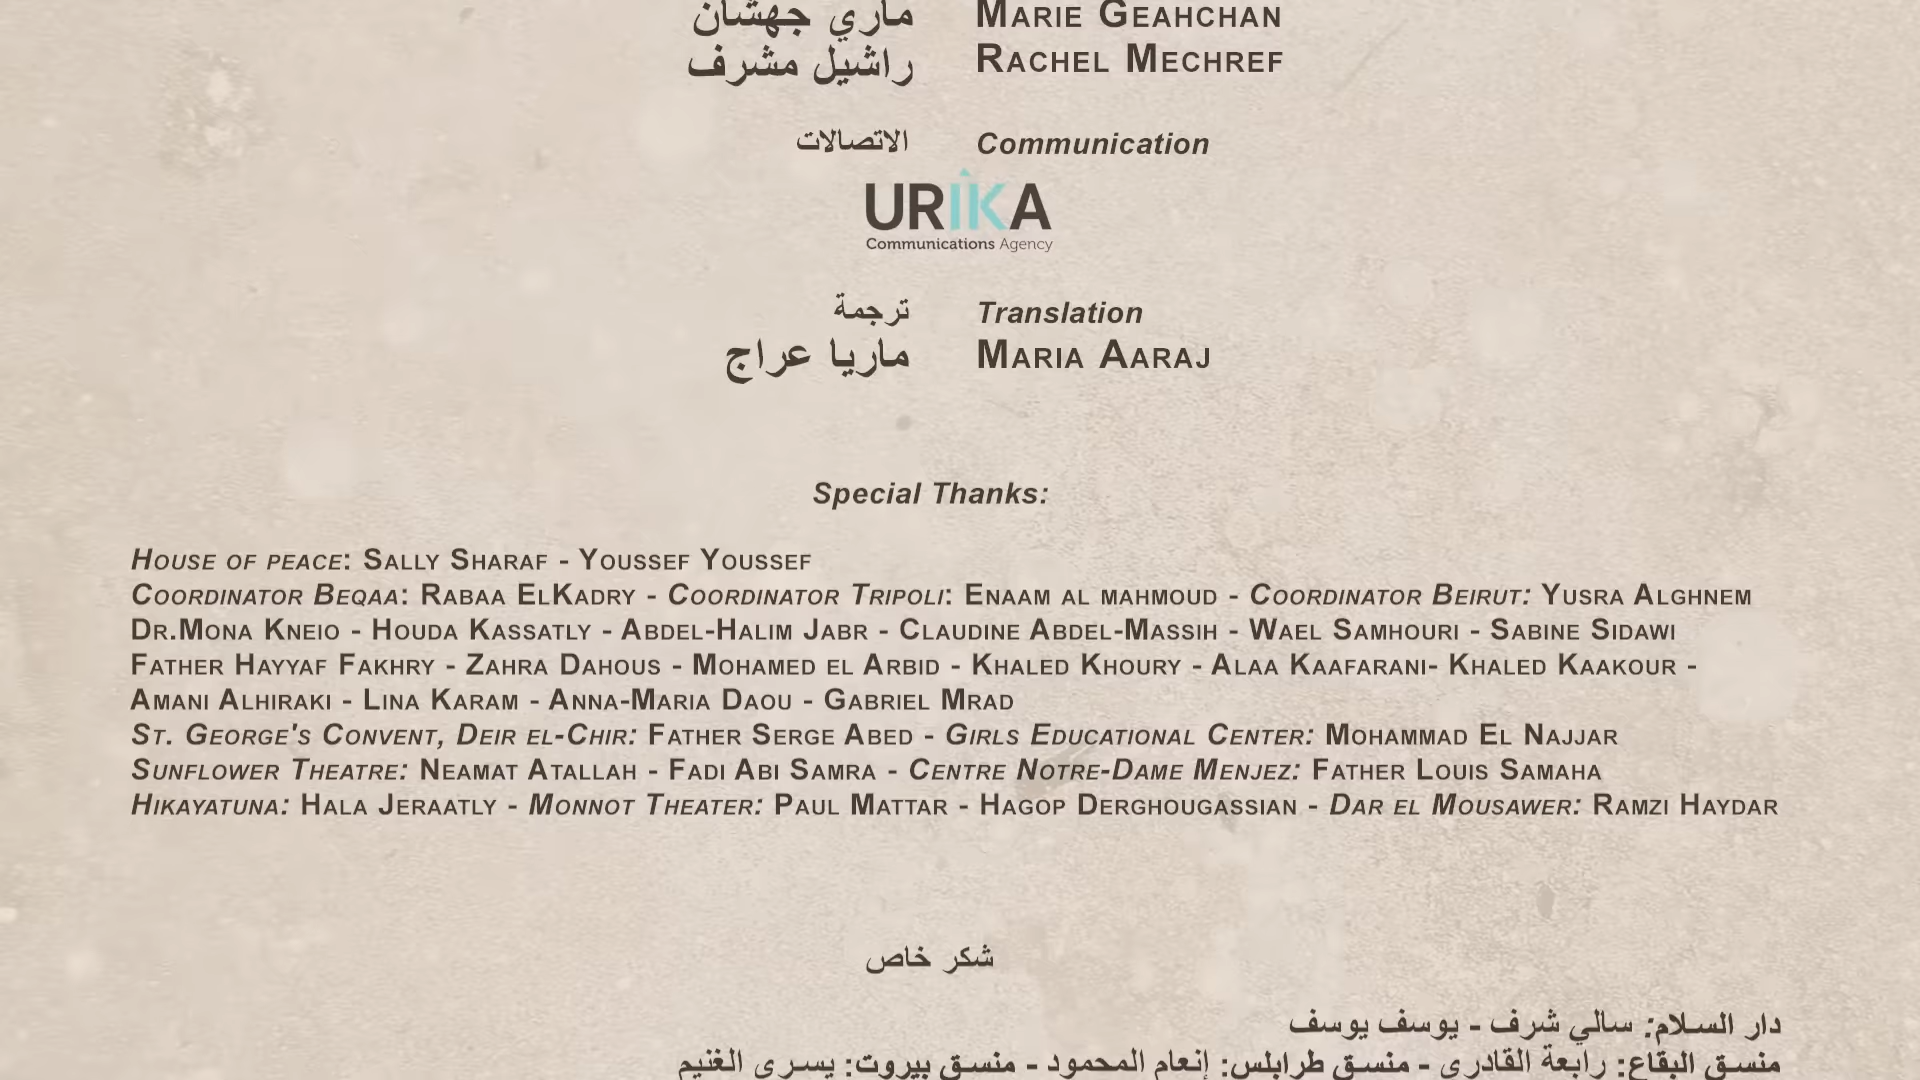 ماري جهشان Marie Geahchan
راشيل مشرف Rachel Mechref
الاتصالات Communication
URIKA
Communications Agency
ترجمة Translation
ماريا عراج Maria Aaraj
Special Thanks:
House of peace: Sally Sharaf - Youssef Youssef
Coordinator Beqaa: Rabaa ElKadry - Coordinator Tripoli: Enaam al mahmoud - Coordinator Beirut: Yusra Alghnem
Dr.Mona Kneio - Houda Kassatly - Abdel-Halim Jabr - Claudine Abdel-Massih - Wael Samhouri - Sabine Sidawi
Father Hayyaf Fakhry - Zahra Dahous - Mohamed el Arbid - Khaled Khoury - Alaa Kaafarani- Khaled Kaakour -
Amani Alhiraki - Lina Karam - Anna-Maria Daou - Gabriel Mrad
St. George's Convent, Deir el-Chir: Father Serge Abed - Girls Educational Center: Mohammad El Najjar
Sunflower Theatre: Neamat Atallah - Fadi Abi Samra - Centre Notre-Dame Menjez: Father Louis Samaha
Hikayatuna: Hala Jeraatly - Monnot Theater: Paul Mattar - Hagop Derghougassian - Dar el Mousawer: Ramzi Haydar
شكر خاص
دار السلام: سالي شرف - يوسف يوسف
منسق البقاع: رابعة القادري - منسق طرابلس: إنعام المحمود - منسق بيروت: يسرى الغنيم